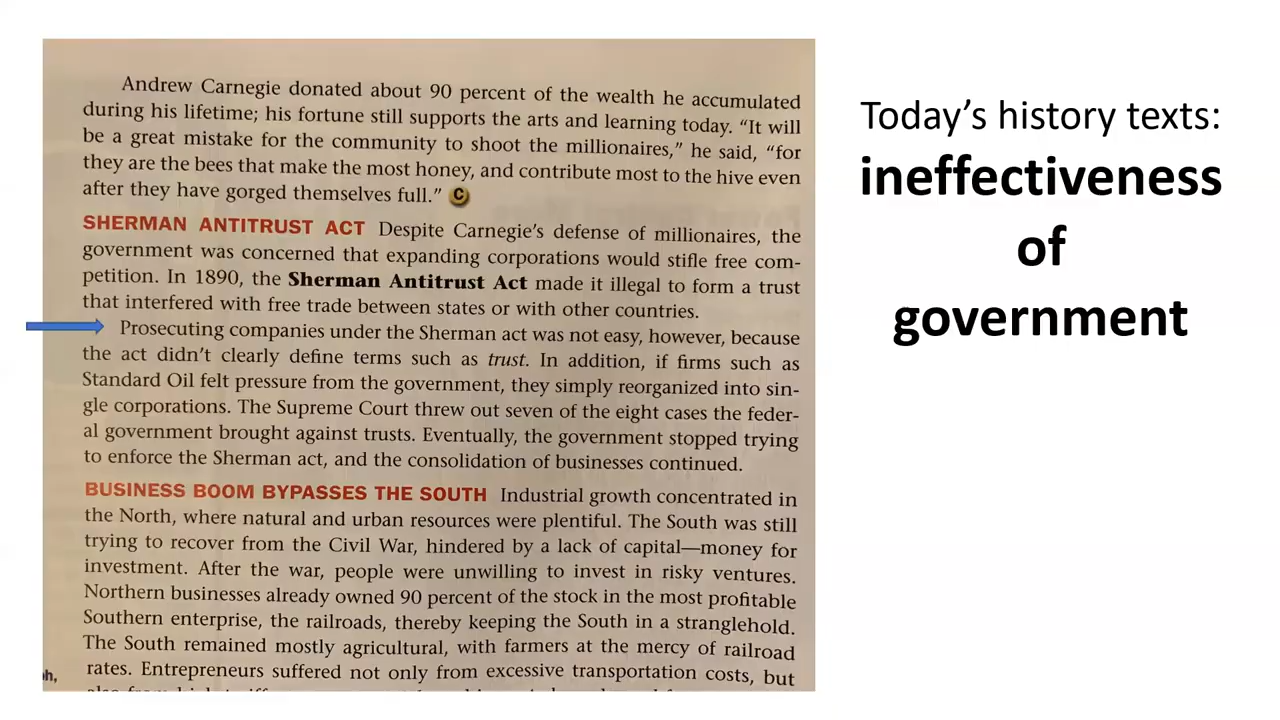 Andrew Carnegie donated about 90 percent of the wealth he accumulated
during his lifetime; his fortune still supports the arts and learning today. “It will
be a great mistake for the community to shoot the millionaires,” he said, “for
they are the bees that make the most honey, and contribute most to the hive even
after they have gorged themselves full.” C
SHERMAN ANTITRUST ACT Despite Carnegie’s defense of millionaires, the
government was concerned that expanding corporations would stifle free com-
petition. In 1890, the Sherman Antitrust Act made it illegal to form a trust
that interfered with free trade between states or with other countries.
Prosecuting companies under the Sherman act was not easy, however, because
the act didn’t clearly define terms such as trust. In addition, if firms such as
Standard Oil felt pressure from the government, they simply reorganized into sin-
gle corporations. The Supreme Court threw out seven of the eight cases the feder-
al government brought against trusts. Eventually, the government stopped trying
to enforce the Sherman act, and the consolidation of businesses continued.
BUSINESS BOOM BYPASSES THE SOUTH Industrial growth concentrated in
the North, where natural and urban resources were plentiful. The South was still
trying to recover from the Civil War, hindered by a lack of capital—money for
investment. After the war, people were unwilling to invest in risky ventures.
Northern businesses already owned 90 percent of the stock in the most profitable
Southern enterprise, the railroads, thereby keeping the South in a stranglehold.
The South remained mostly agricultural, with farmers at the mercy of railroad
rates. Entrepreneurs suffered not only from excessive transportation costs, but
Today’s history texts:
ineffectiveness
of
government